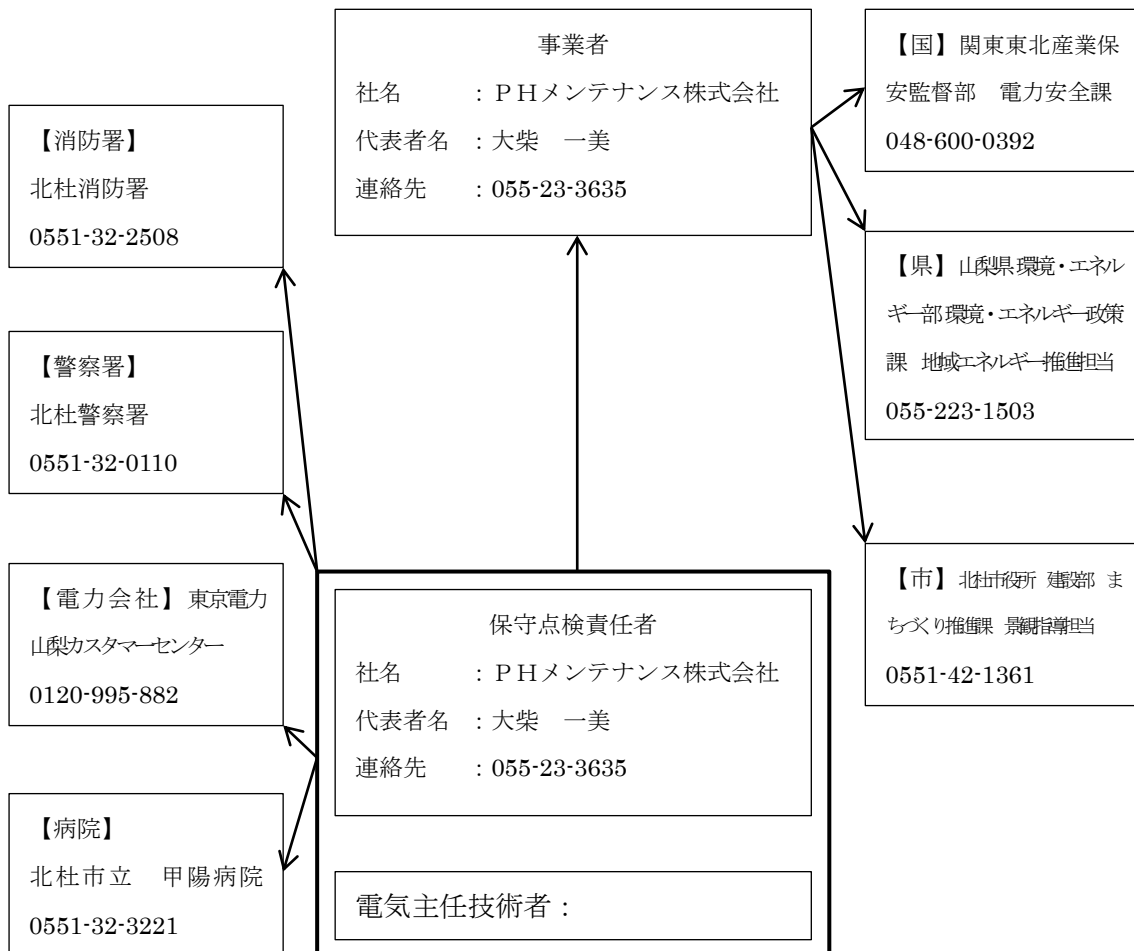 事業者
社名 ：ＰＨメンテナンス株式会社
代表者名 ：大柴 一美
連絡先 ：055-23-3635
【国】関東東北産業保
安監督部 電力安全課
048-600-0392
【消防署】
北杜消防署
0551-32-2508
【県】山梨県環境・エネル
ギー部環境・エネルギー政策
課 地域エネルギー推進担当
055-223-1503
【警察署】
北杜警察署
0551-32-0110
【電力会社】東京電力
山梨カスタマーセンター
0120-995-882
【市】北杜市役所 建設部 ま
ちづくり推進課 景観指導担当
0551-42-1361
保守点検責任者
社名 ：ＰＨメンテナンス株式会社
代表者名 ：大柴 一美
連絡先 ：055-23-3635
【病院】
北杜市立 甲陽病院
0551-32-3221
電気主任技術者：